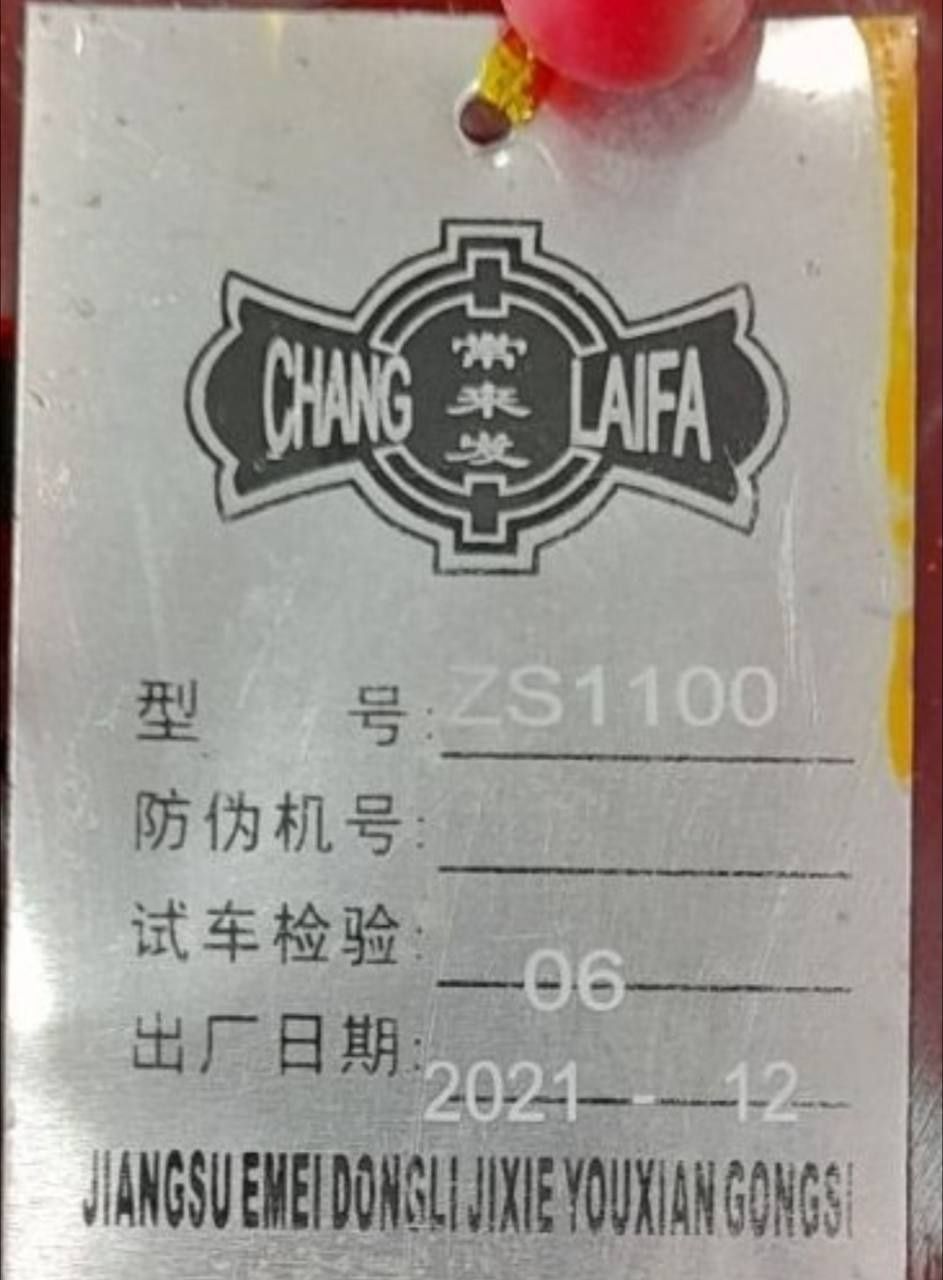 CHANG 常来发 LAIFA
型 号: ZS1100
防伪机号:
试车检验: 06
出厂日期: 2021 - 12
JIANGSU EMEI DONGLI JIXIE YOUXIAN GONGSI